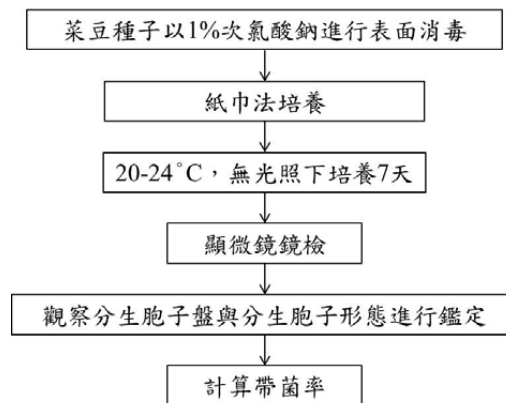 菜豆種子以1%次氯酸鈉進行表面消毒
紙巾法培養
20-24°C，無光照下培養7天
顯微鏡鏡檢
觀察分生胞子盤與分生胞子形態進行鑑定
計算帶菌率